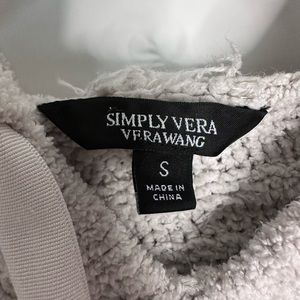 SIMPLY VERA
VERAWANG
S
MADE IN
CHINA